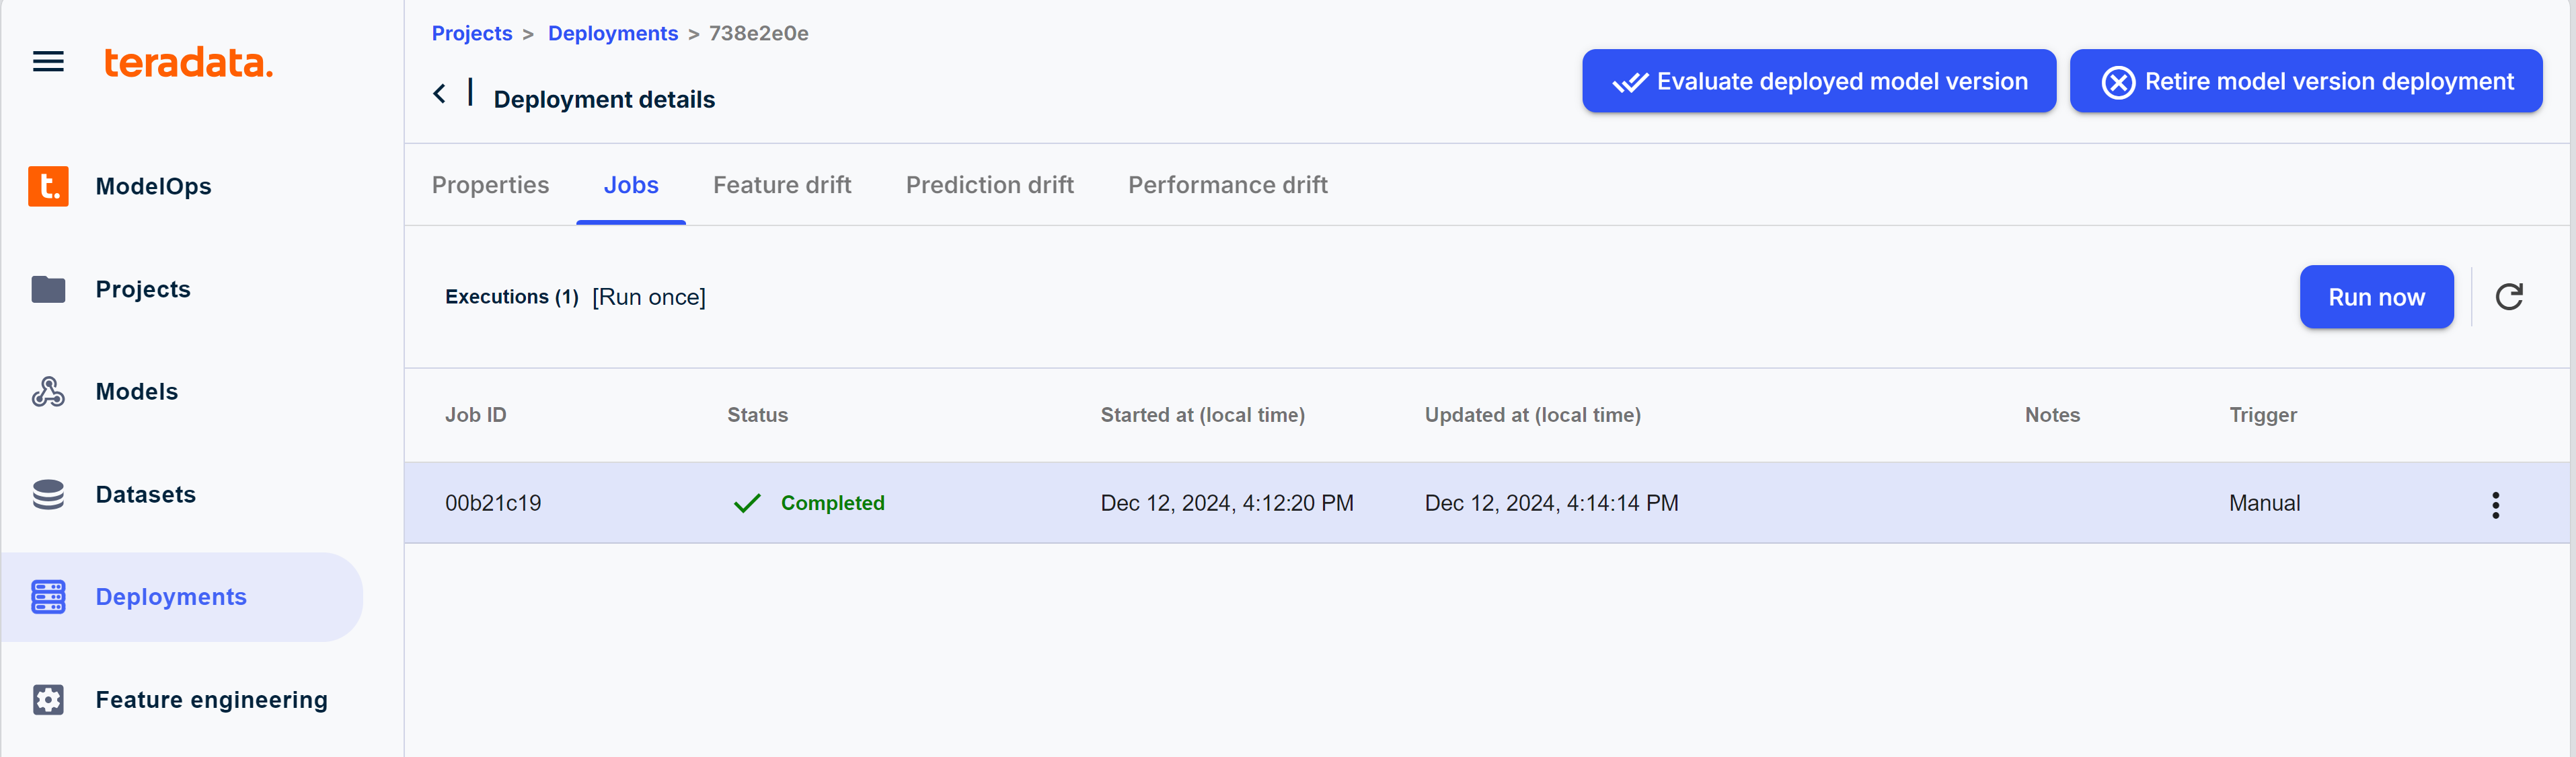 Projects > Deployments > 738e2e0e
teradata.
Deployment details
Evaluate deployed model version
Retire model version deployment
t. ModelOps
Projects
Models
Datasets
Deployments
Feature engineering
Properties Jobs Feature drift Prediction drift Performance drift
Executions (1) [Run once]
Run now
Job ID Status Started at (local time) Updated at (local time) Notes Trigger
00b21c19 Completed Dec 12, 2024, 4:12:20 PM Dec 12, 2024, 4:14:14 PM Manual